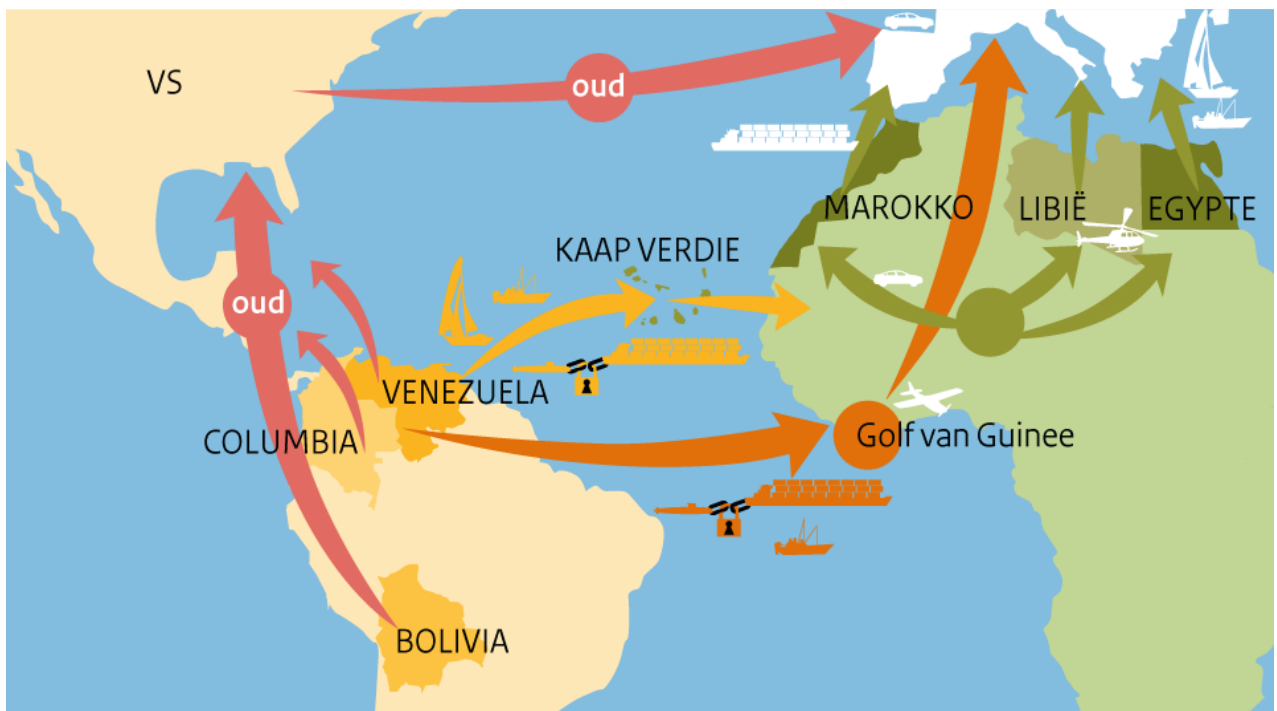 VS
oud
MAROKKO
LIBIË
EGYPTE
KAAP VERDIE
oud
VENEZUELA
COLUMBIA
Golf van Guinee
BOLIVIA